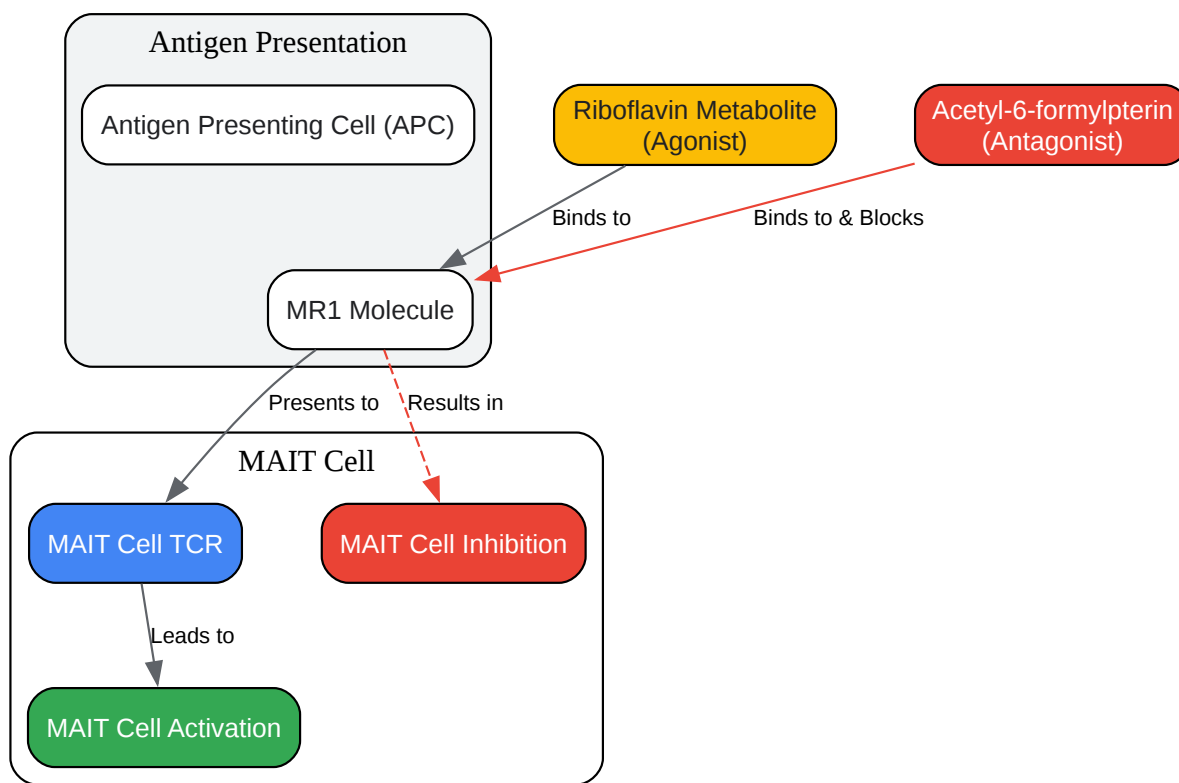 Antigen Presentation
Antigen Presenting Cell (APC)
Riboflavin Metabolite
(Agonist)
Acetyl-6-formylpterin
(Antagonist)
Binds to
Binds to & Blocks
MR1 Molecule
Presents to
Results in
MAIT Cell
MAIT Cell TCR
MAIT Cell Inhibition
Leads to
MAIT Cell Activation